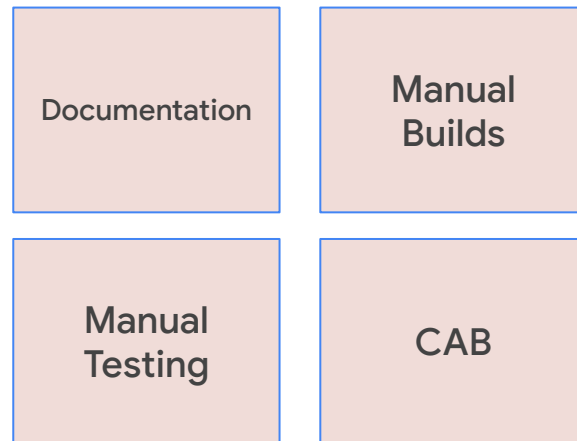 Documentation
Manual
Builds
Manual
Testing
CAB